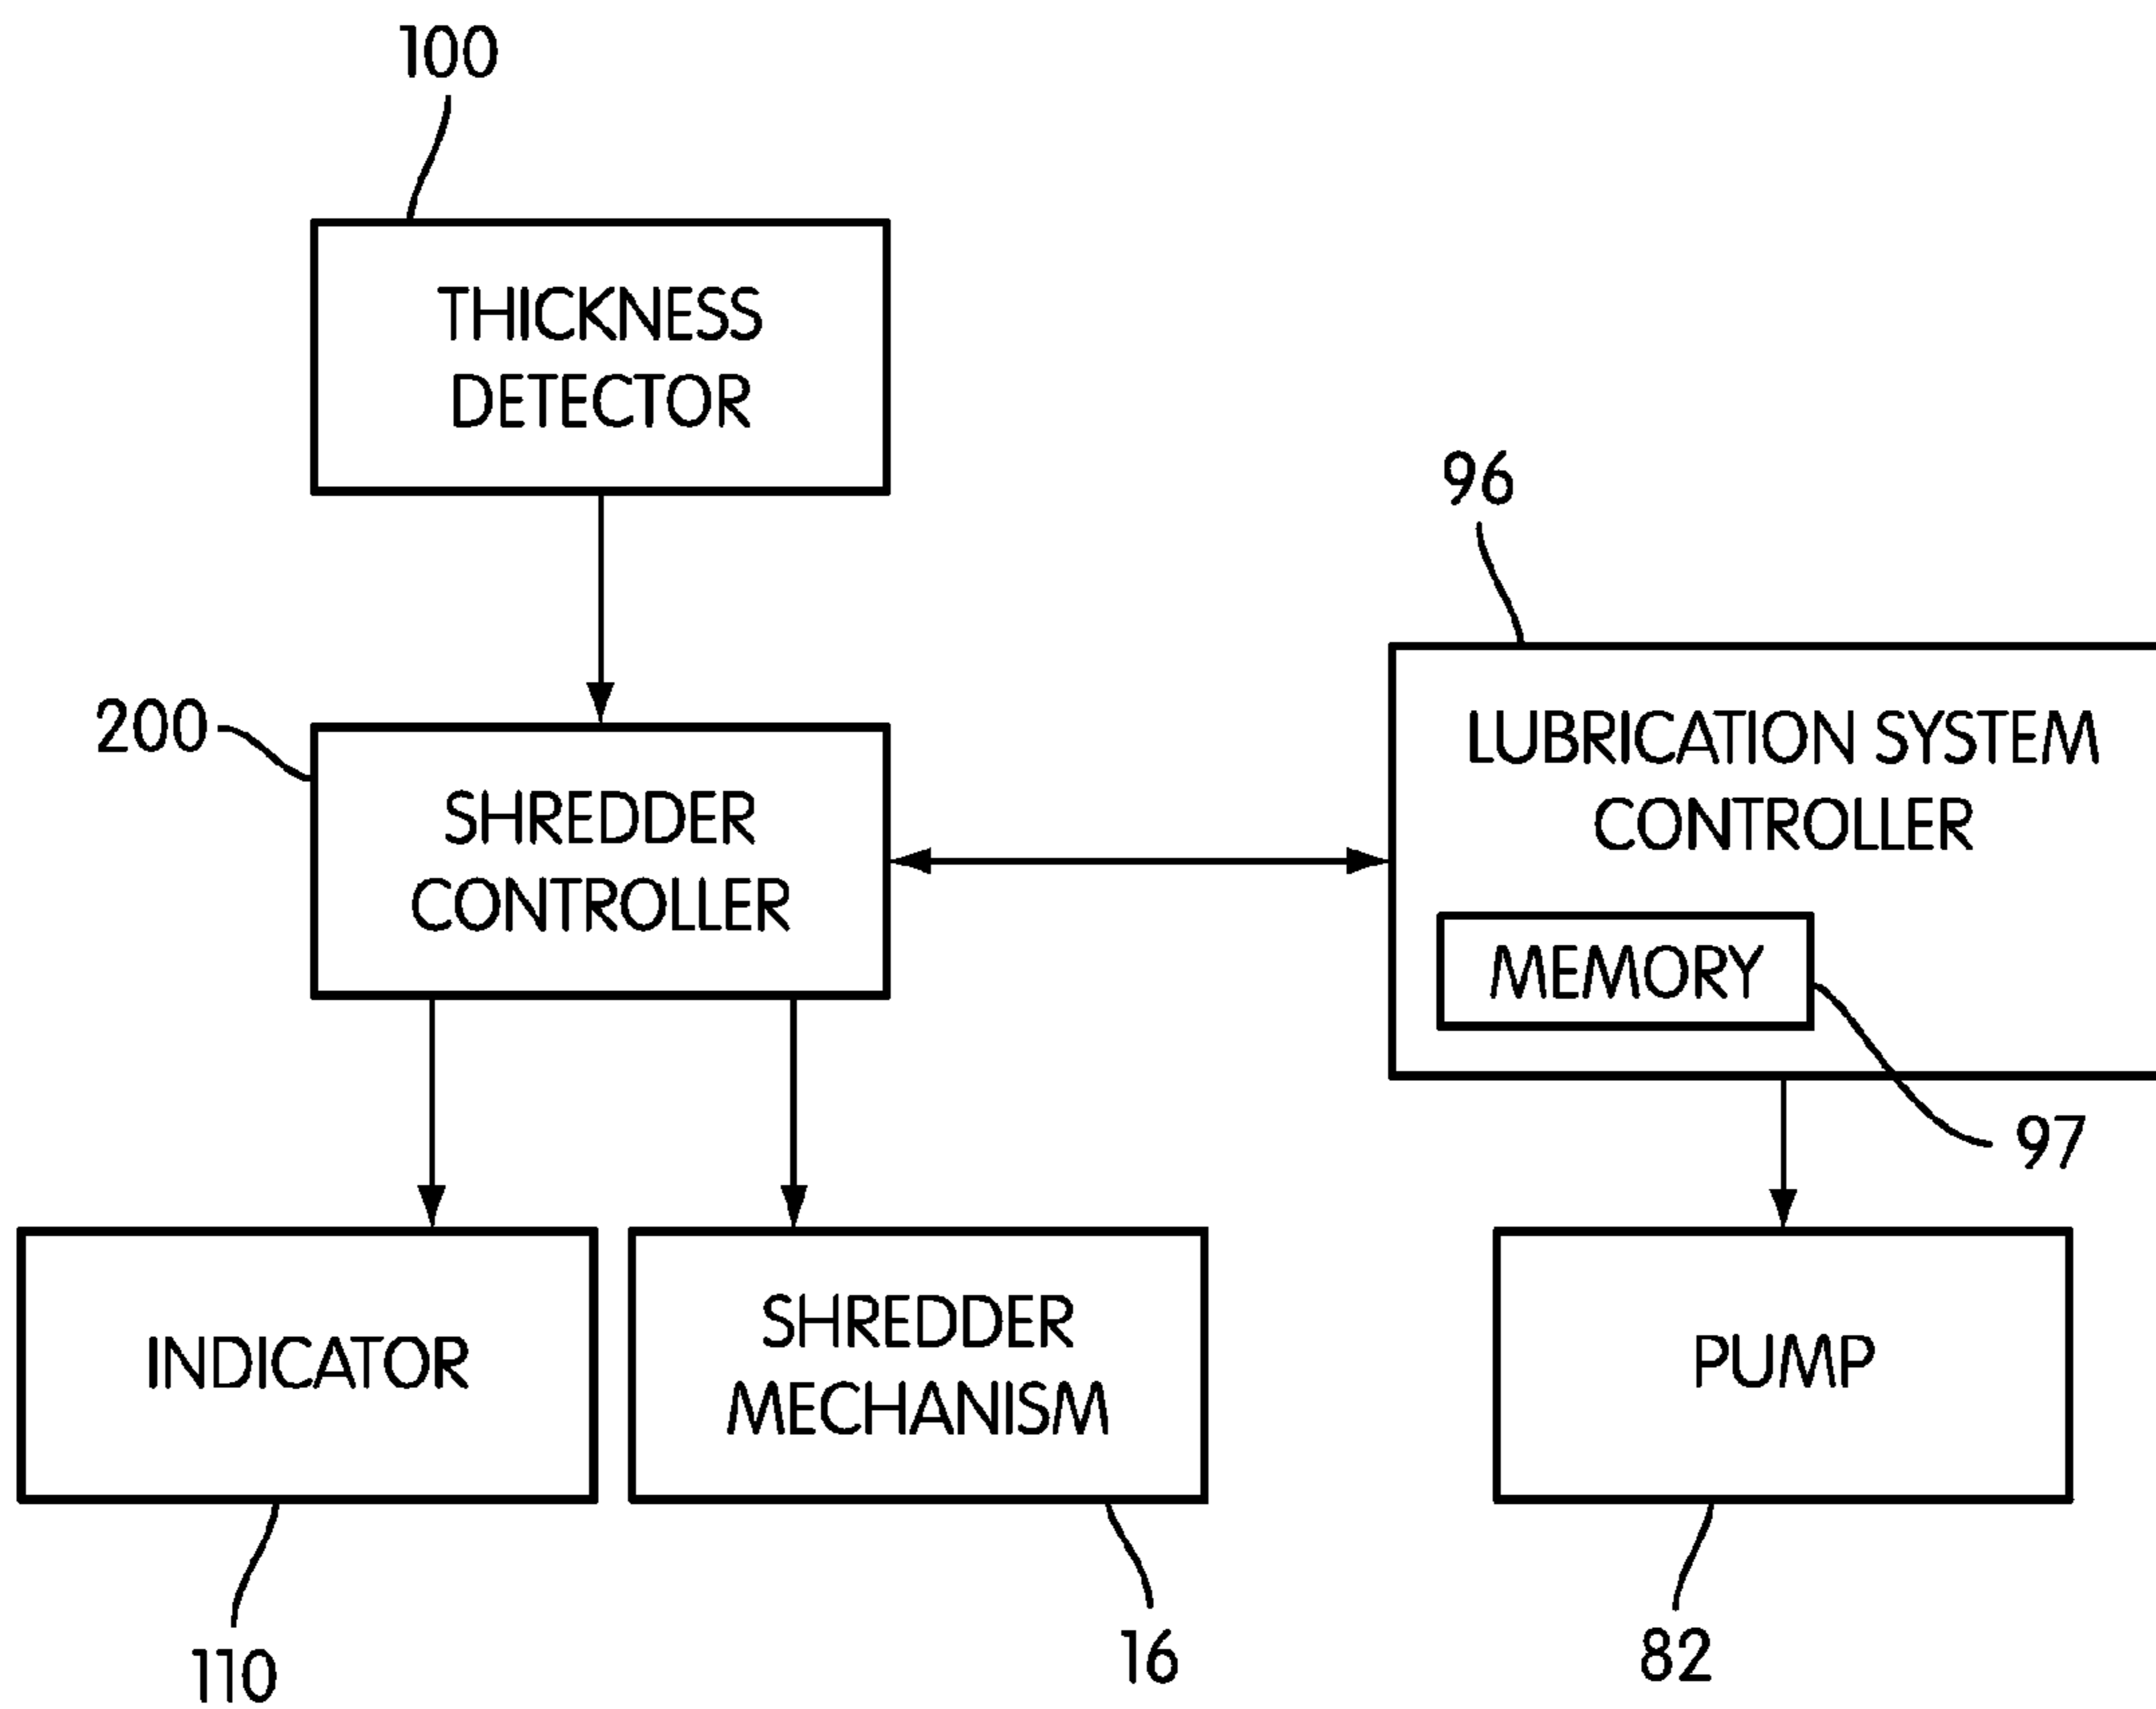 100
THICKNESS
DETECTOR
96
200
LUBRICATION SYSTEM
CONTROLLER
SHREDDER
CONTROLLER
MEMORY
97
INDICATOR
SHREDDER
MECHANISM
PUMP
110
16
82